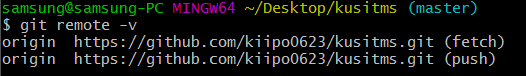 samsung@samsung-PC MINGW64 ~/Desktop/kusitms (master)
$ git remote -v
origin  https://github.com/kiipo0623/kusitms.git (fetch)
origin  https://github.com/kiipo0623/kusitms.git (push)